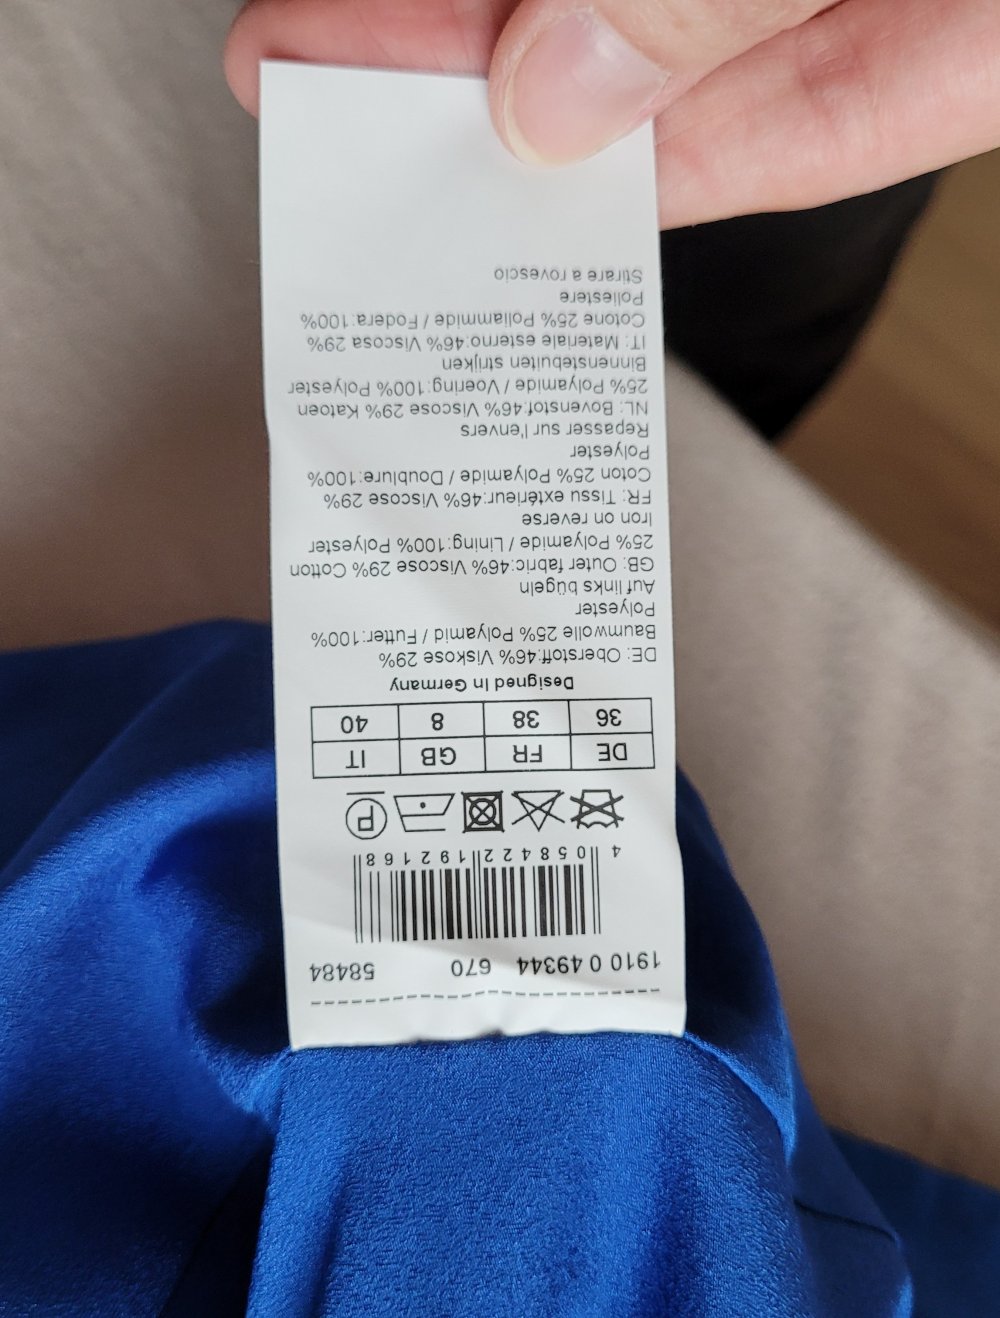 1910 0 49344 670 58484
4 058422 192168
P
DE FR GB IT
36 38 8 40
Designed In Germany
DE: Oberstoff:46% Viskose 29%
Baumwolle 25% Polyamid / Futter:100%
Polyester
Auf links bügeln
GB: Outer fabric:46% Viscose 29% Cotton
25% Polyamide / Lining:100% Polyester
Iron on reverse
FR: Tissu extérieur:46% Viscose 29%
Coton 25% Polyamide / Doublure:100%
Polyester
Repasser sur l'envers
NL: Bovenstof:46% Viscose 29% Katoen
25% Polyamide / Voering:100% Polyester
Binnenstebuiten strijken
IT: Materiale esterno:46% Viscosa 29%
Cotone 25% Poliammide / Fodera:100%
Poliestere
Stirare a rovescio